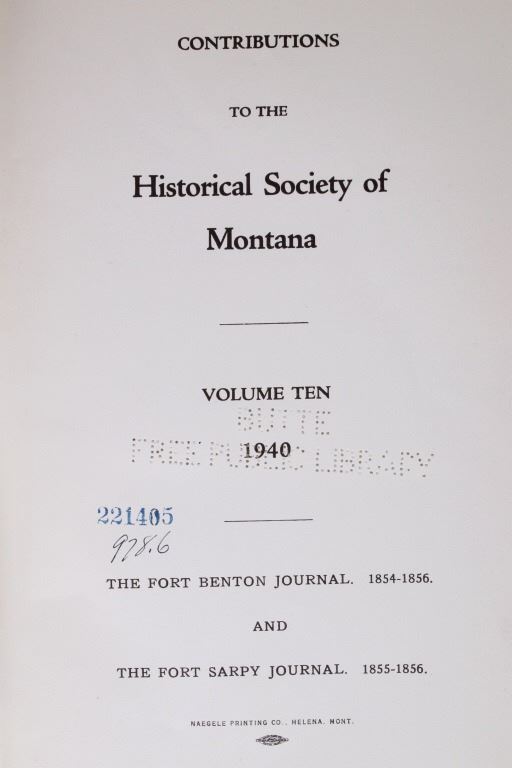 CONTRIBUTIONS
TO THE
Historical Society of
Montana
VOLUME TEN
BUTTE
1940
FREE PUBLIC LIBRARY
221405
978.6
THE FORT BENTON JOURNAL. 1854-1856.
AND
THE FORT SARPY JOURNAL. 1855-1856.
NAEGELE PRINTING CO., HELENA, MONT.